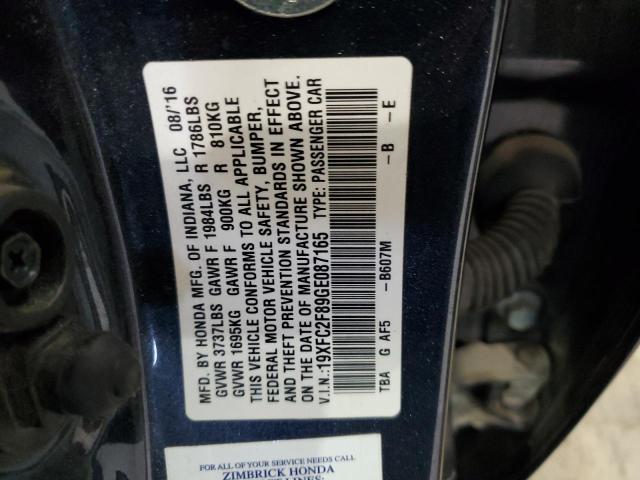 MFD. BY HONDA MFG. OF INDIANA, LLC 08/'16
GVWR 3737LBS GAWR F 1984LBS R 1786LBS
GVWR 1695KG GAWR F 900KG R 810KG
THIS VEHICLE CONFORMS TO ALL APPLICABLE
FEDERAL MOTOR VEHICLE SAFETY, BUMPER,
AND THEFT PREVENTION STANDARDS IN EFFECT
ON THE DATE OF MANUFACTURE SHOWN ABOVE.
V.I.N.:19XFC2F89GE087165 TYPE: PASSENGER CAR
TBA G AF5 -B607M -B -E
FOR ALL OF YOUR SERVICE NEEDS CALL
ZIMBRICK HONDA